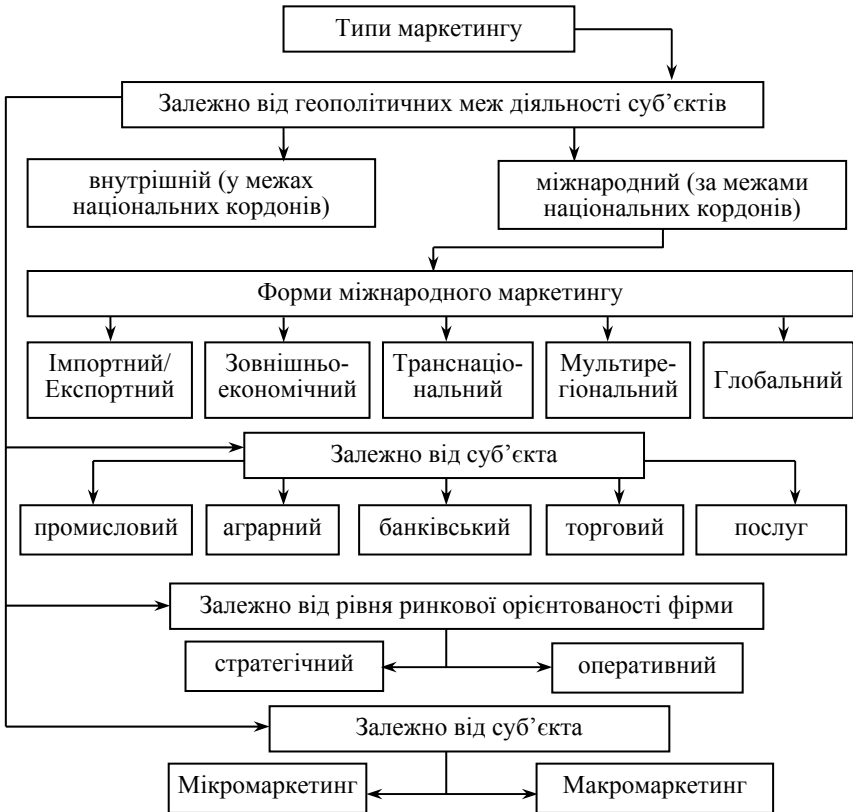 Типи маркетингу
Залежно від геополітичних меж діяльності суб’єктів
внутрішній (у межах
національних кордонів)
міжнародний (за межами
національних кордонів)
Форми міжнародного маркетингу
Імпортний/
Експортний
Зовнішньо-
економічний
Транснаціо-
нальний
Мультире-
гіональний
Глобальний
Залежно від суб’єкта
промисловий
аграрний
банківський
торговий
послуг
Залежно від рівня ринкової орієнтованості фірми
стратегічний
оперативний
Залежно від суб’єкта
Мікромаркетинг
Макромаркетинг